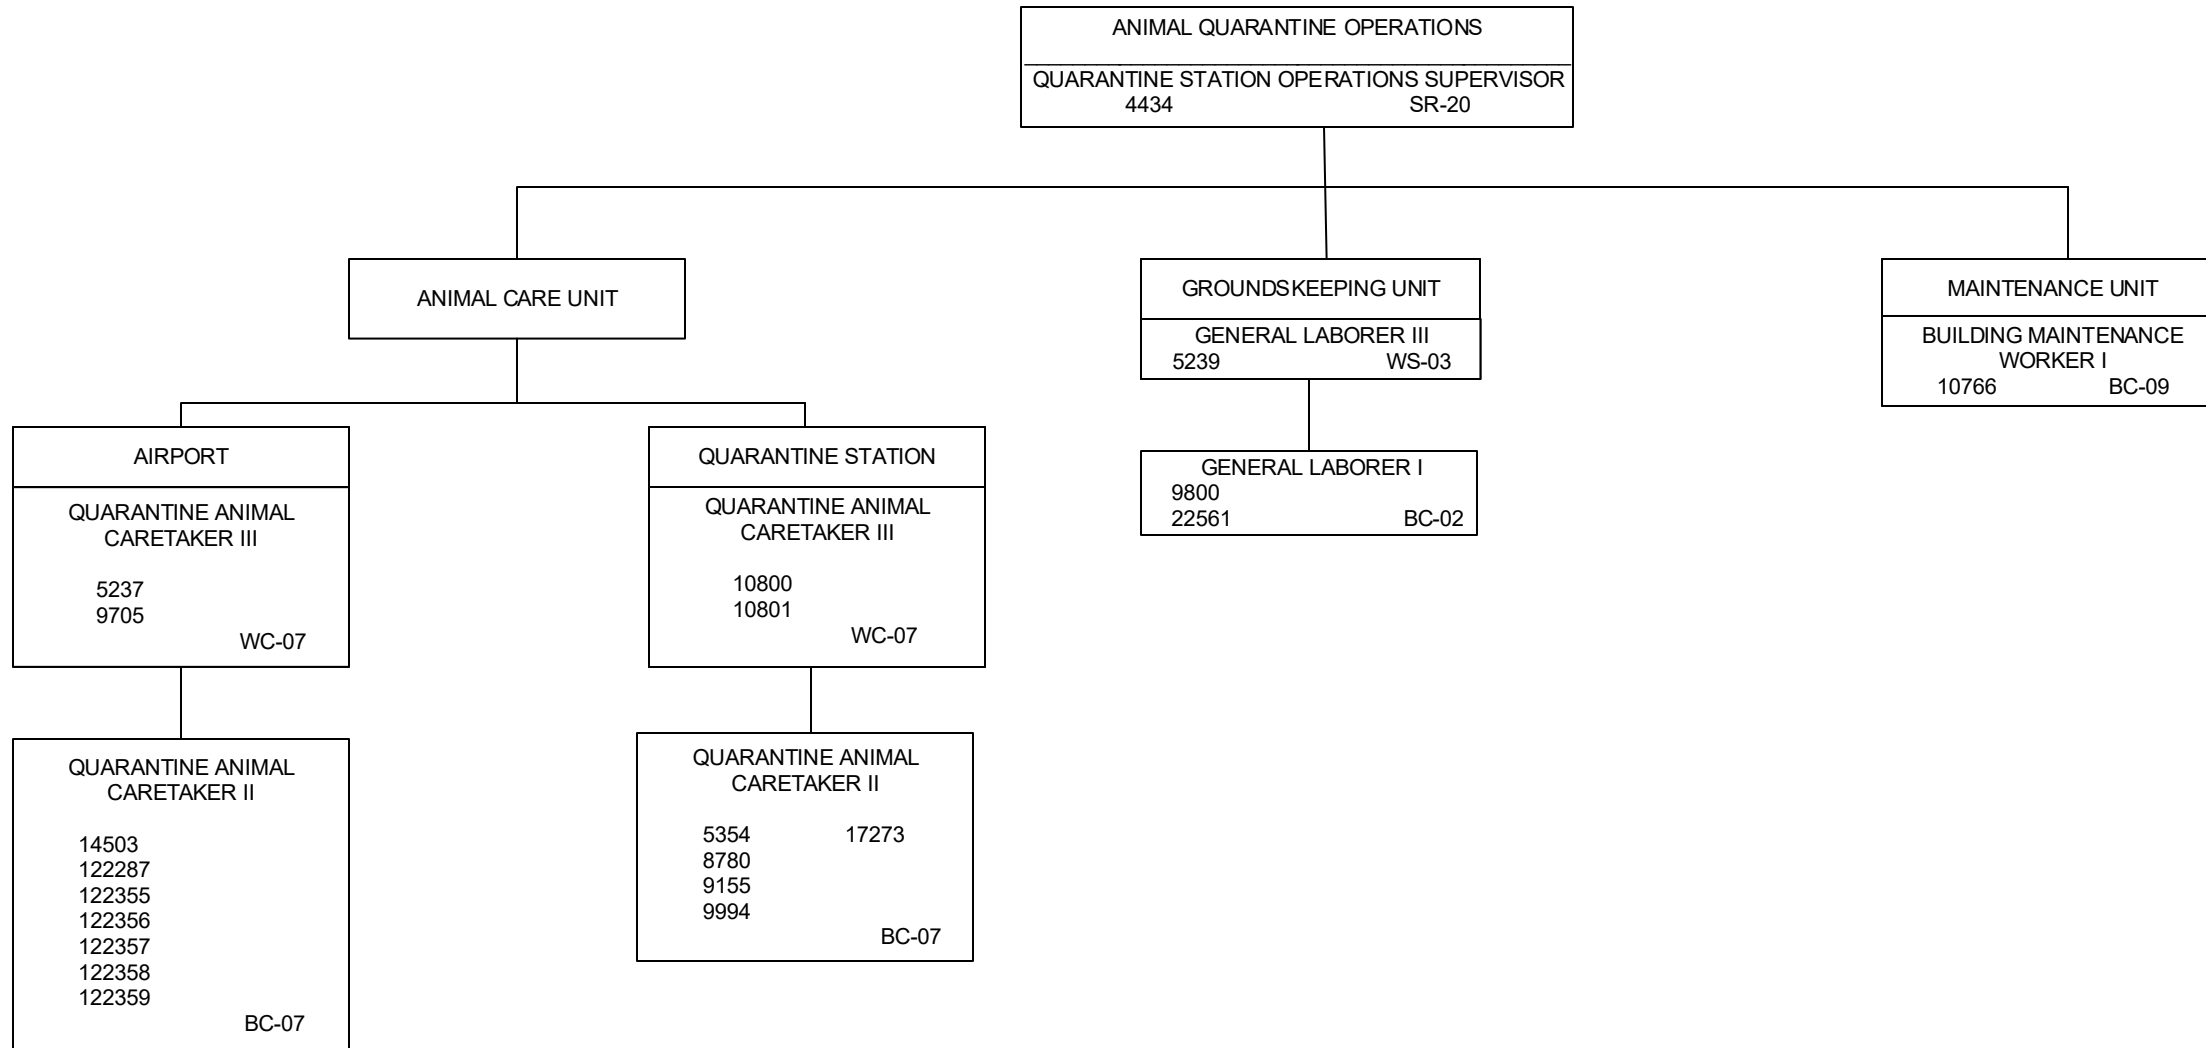 ANIMAL QUARANTINE OPERATIONS
QUARANTINE STATION OPERATIONS SUPERVISOR
4434 SR-20
ANIMAL CARE UNIT
GROUNDSKEEPING UNIT
GENERAL LABORER III
5239 WS-03
MAINTENANCE UNIT
BUILDING MAINTENANCE
WORKER I
10766 BC-09
AIRPORT
QUARANTINE ANIMAL
CARETAKER III
5237
9705
WC-07
QUARANTINE STATION
QUARANTINE ANIMAL
CARETAKER III
10800
10801
WC-07
GENERAL LABORER I
9800
22561 BC-02
QUARANTINE ANIMAL
CARETAKER II
14503
122287
122355
122356
122357
122358
122359
BC-07
QUARANTINE ANIMAL
CARETAKER II
5354 17273
8780
9155
9994
BC-07